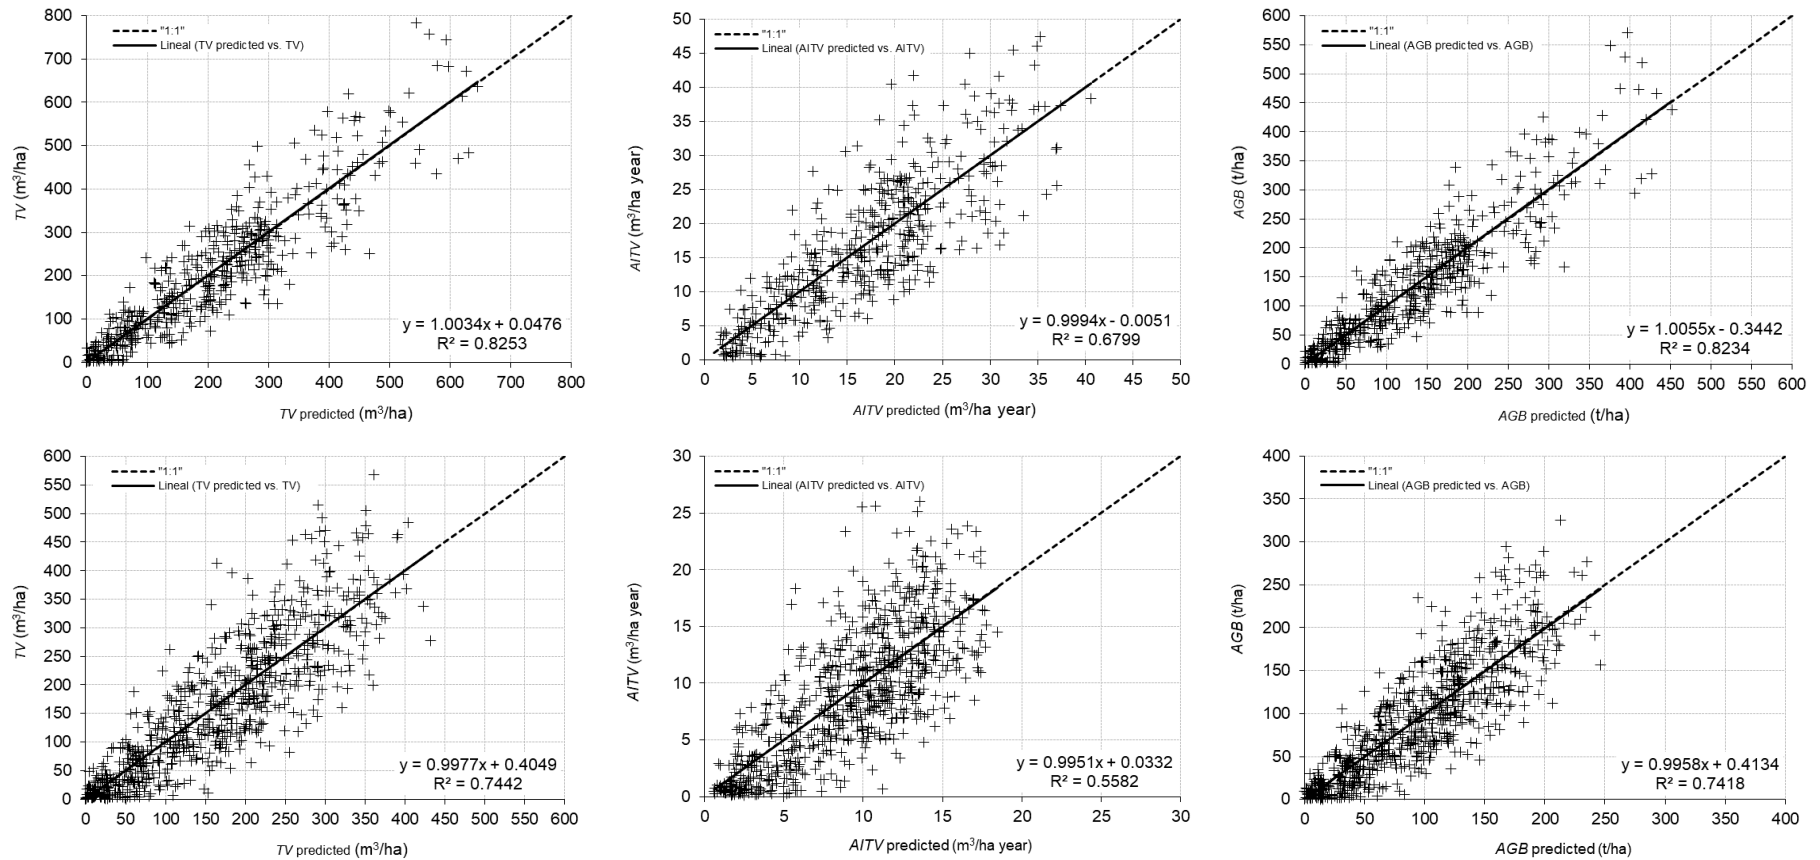 800
700
600
500
400
300
200
100
0
TV (m³/ha)
"1:1"
Lineal (TV predicted vs. TV)
y = 1.0034x + 0.0476
R² = 0.8253
0 100 200 300 400 500 600 700 800
TV predicted (m³/ha)
50
45
40
35
30
25
20
15
10
5
0
AITV (m³/ha year)
"1:1"
Lineal (AITV predicted vs. AITV)
y = 0.9994x - 0.0051
R² = 0.6799
0 5 10 15 20 25 30 35 40 45 50
AITV predicted (m³/ha year)
600
550
500
450
400
350
300
250
200
150
100
50
0
AGB (t/ha)
"1:1"
Lineal (AGB predicted vs. AGB)
y = 1.0055x - 0.3442
R² = 0.8234
0 50 100 150 200 250 300 350 400 450 500 550 600
AGB predicted (t/ha)
600
550
500
450
400
350
300
250
200
150
100
50
0
TV (m³/ha)
"1:1"
Lineal (TV predicted vs. TV)
y = 0.9977x + 0.4049
R² = 0.7442
0 50 100 150 200 250 300 350 400 450 500 550 600
TV predicted (m³/ha)
30
25
20
15
10
5
0
AITV (m³/ha year)
"1:1"
Lineal (AITV predicted vs. AITV)
y = 0.9951x + 0.0332
R² = 0.5582
0 5 10 15 20 25 30
AITV predicted (m³/ha year)
400
350
300
250
200
150
100
50
0
AGB (t/ha)
"1:1"
Lineal (AGB predicted vs. AGB)
y = 0.9958x + 0.4134
R² = 0.7418
0 50 100 150 200 250 300 350 400
AGB predicted (t/ha)